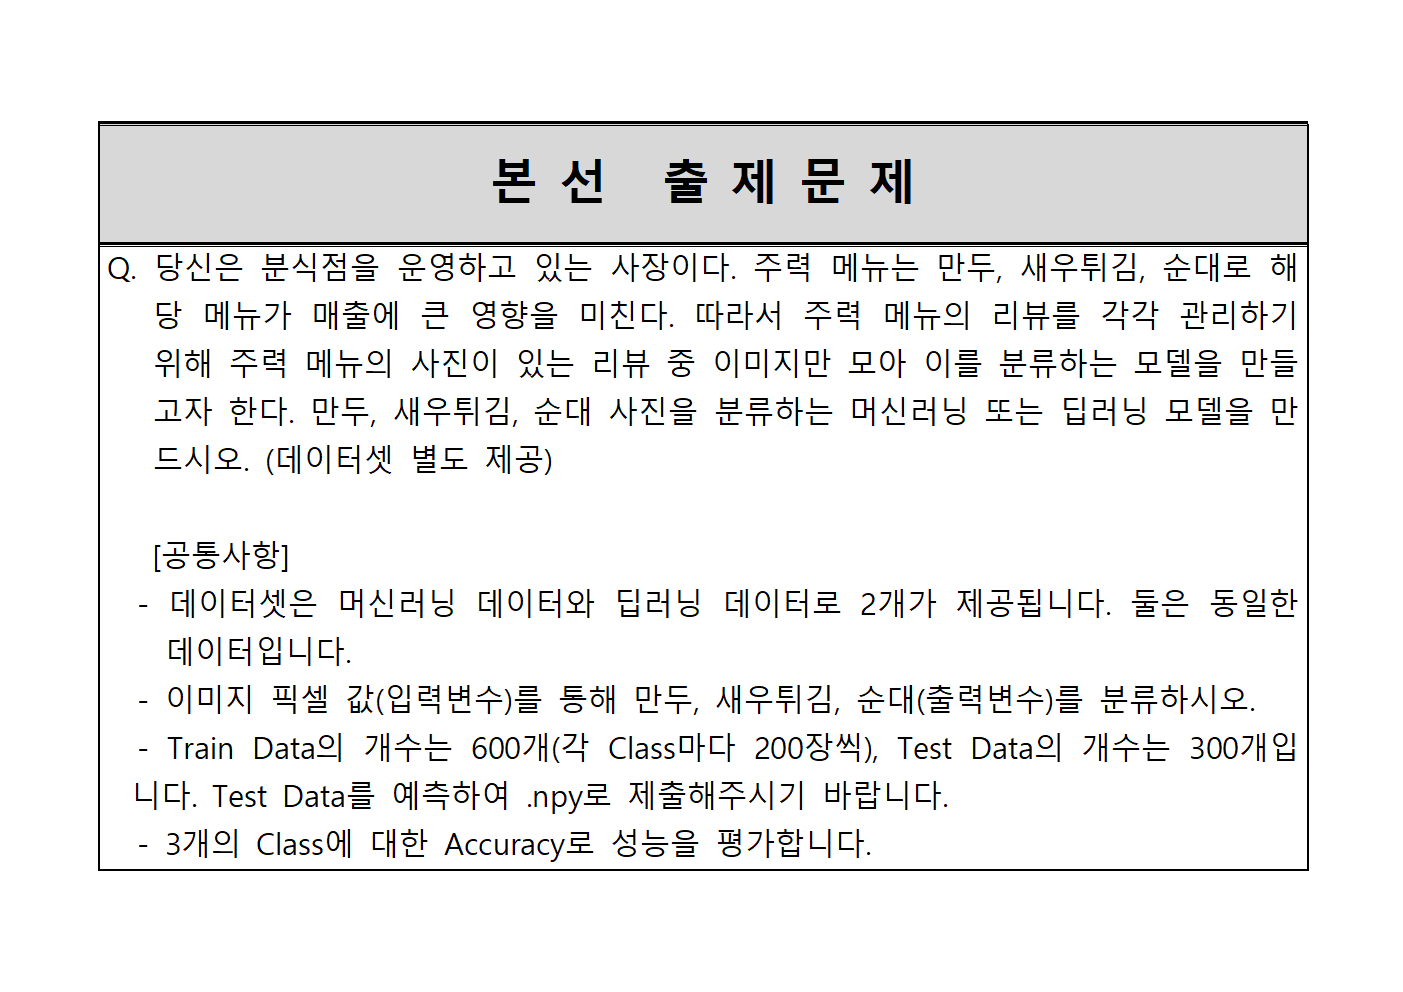 본 선 출 제 문 제
Q. 당신은 분식점을 운영하고 있는 사장이다. 주력 메뉴는 만두, 새우튀김, 순대로 해
당 메뉴가 매출에 큰 영향을 미친다. 따라서 주력 메뉴의 리뷰를 각각 관리하기
위해 주력 메뉴의 사진이 있는 리뷰 중 이미지만 모아 이를 분류하는 모델을 만들
고자 한다. 만두, 새우튀김, 순대 사진을 분류하는 머신러닝 또는 딥러닝 모델을 만
드시오. (데이터셋 별도 제공)
[공통사항]
- 데이터셋은 머신러닝 데이터와 딥러닝 데이터로 2개가 제공됩니다. 둘은 동일한
데이터입니다.
- 이미지 픽셀 값(입력변수)를 통해 만두, 새우튀김, 순대(출력변수)를 분류하시오.
- Train Data의 개수는 600개(각 Class마다 200장씩), Test Data의 개수는 300개입
니다. Test Data를 예측하여 .npy로 제출해주시기 바랍니다.
- 3개의 Class에 대한 Accuracy로 성능을 평가합니다.